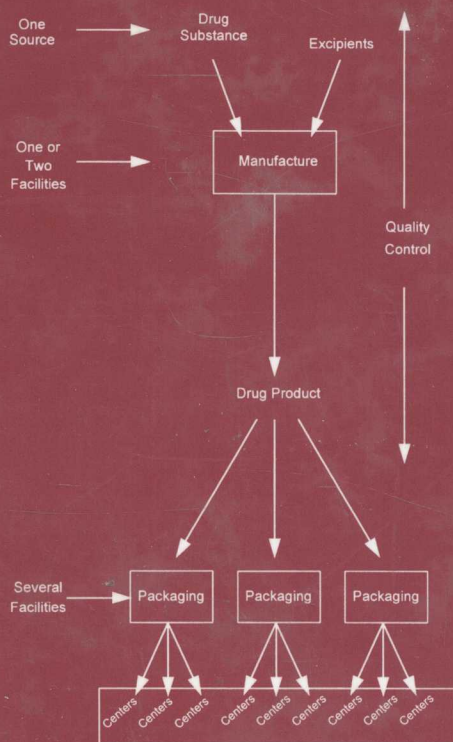 One
Source
Drug
Substance
Excipients
One or
Two
Facilities
Manufacture
Quality
Control
Drug Product
Several
Facilities
Packaging
Packaging
Packaging
Centers
Centers
Centers
Centers
Centers
Centers
Centers
Centers
Centers